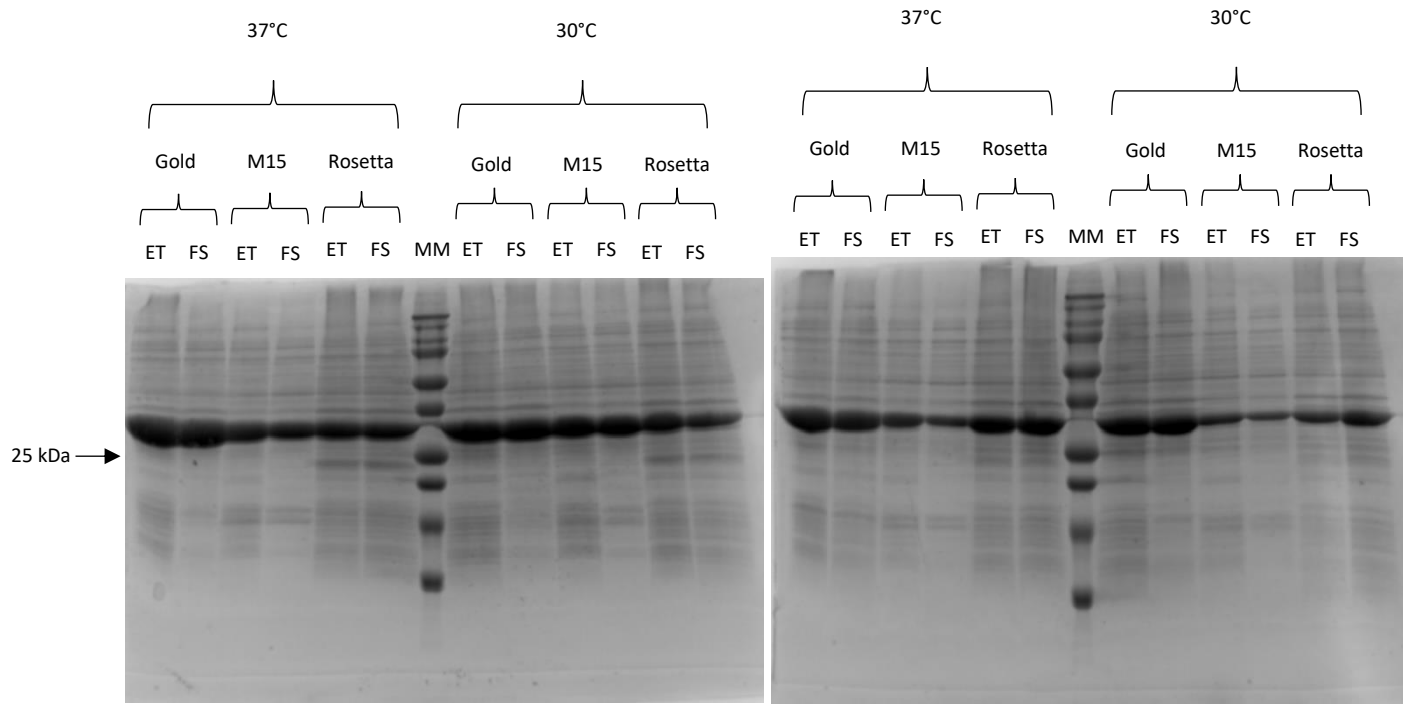 37°C 30°C 37°C 30°C
Gold M15 Rosetta Gold M15 Rosetta Gold M15 Rosetta Gold M15 Rosetta
ET FS ET FS ET FS MM ET FS ET FS ET FS ET FS ET FS ET FS MM ET FS ET FS ET FS
25 kDa